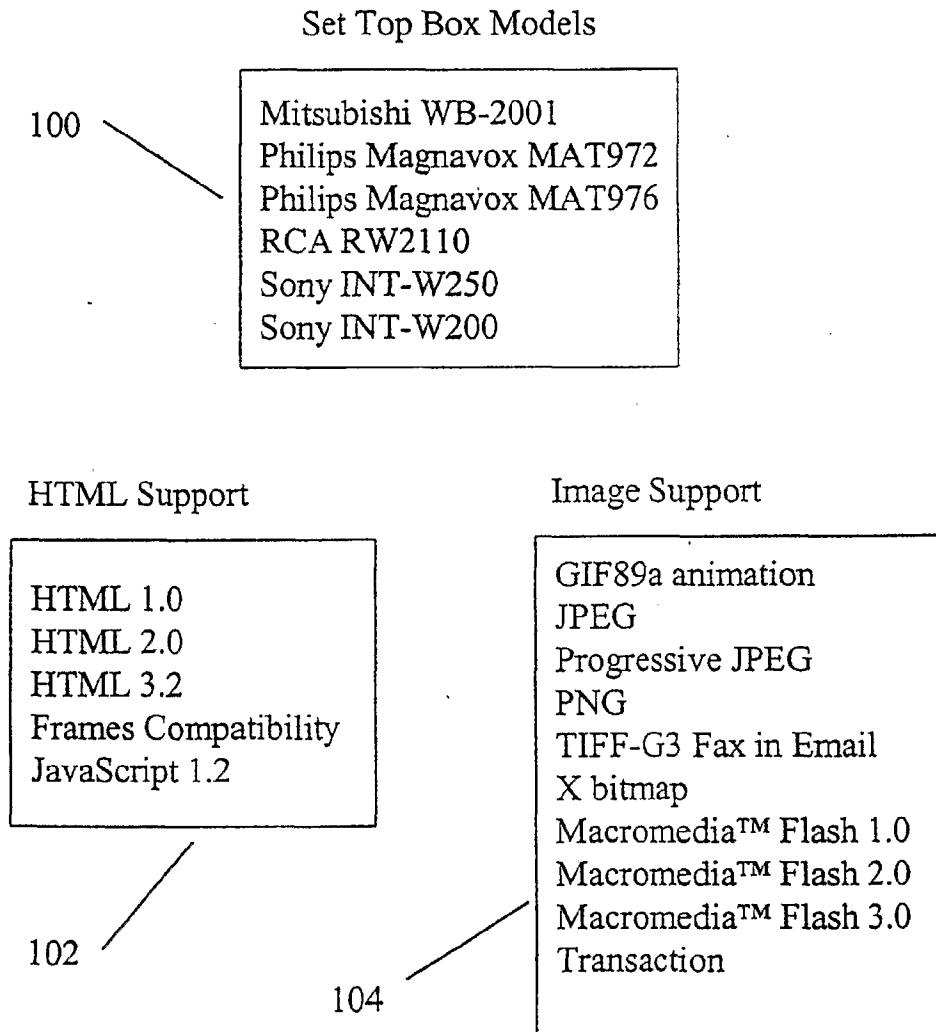 Set Top Box Models
100
Mitsubishi WB-2001
Philips Magnavox MAT972
Philips Magnavox MAT976
RCA RW2110
Sony INT-W250
Sony INT-W200
HTML Support
HTML 1.0
HTML 2.0
HTML 3.2
Frames Compatibility
JavaScript 1.2
102
Image Support
GIF89a animation
JPEG
Progressive JPEG
PNG
TIFF-G3 Fax in Email
X bitmap
Macromedia™ Flash 1.0
Macromedia™ Flash 2.0
Macromedia™ Flash 3.0
Transaction
104